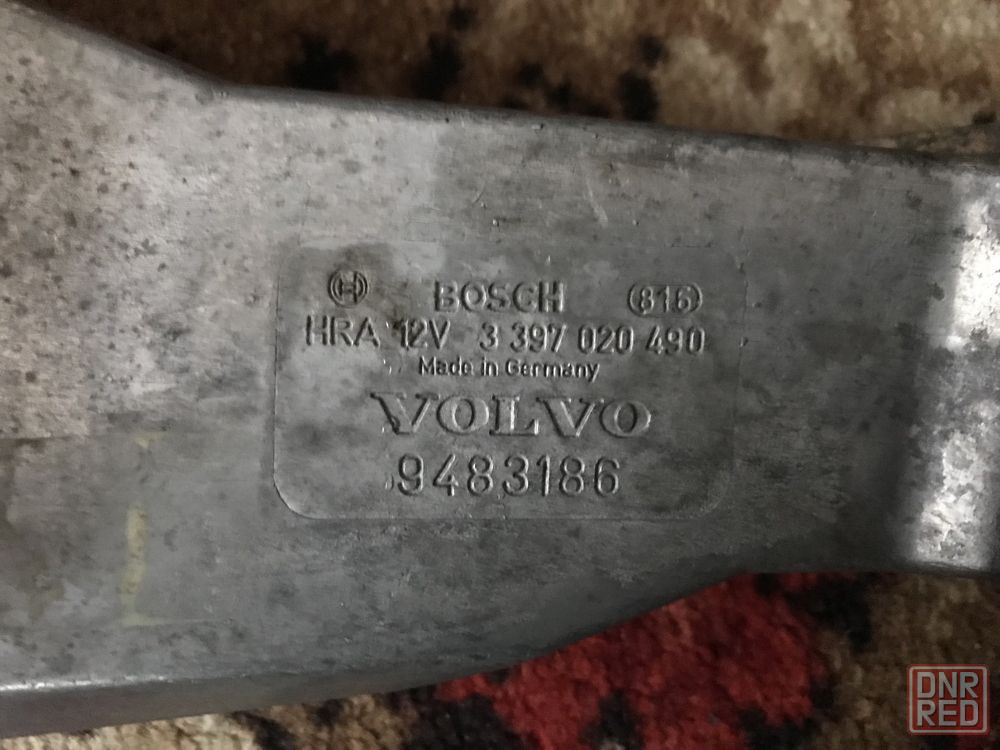 BOSCH 816
HRA 12V 3 397 020 490
Made in Germany
VOLVO
9483186
DNR
RED